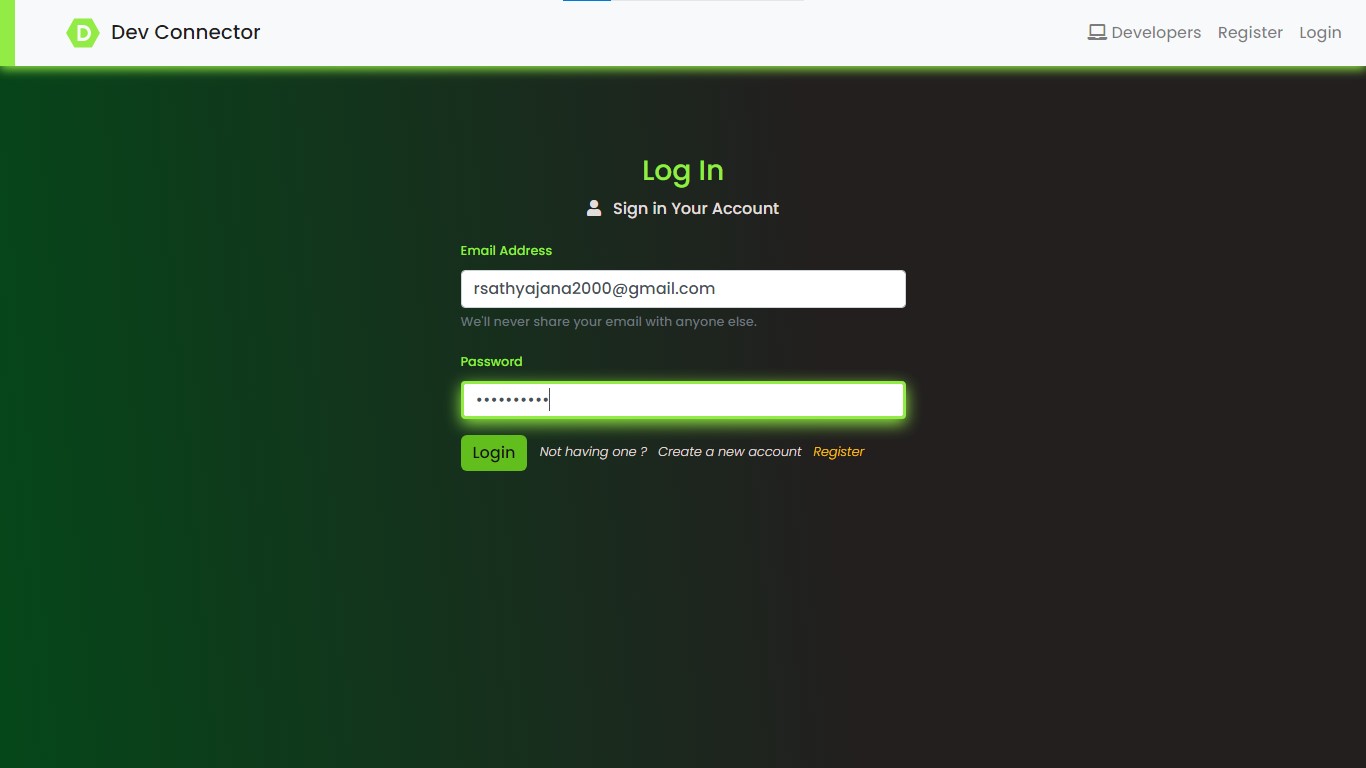 D Dev Connector Developers Register Login
Log In
Sign in Your Account
Email Address
rsathyajana2000@gmail.com
We'll never share your email with anyone else.
Password
••••••••••
Login Not having one ? Create a new account Register